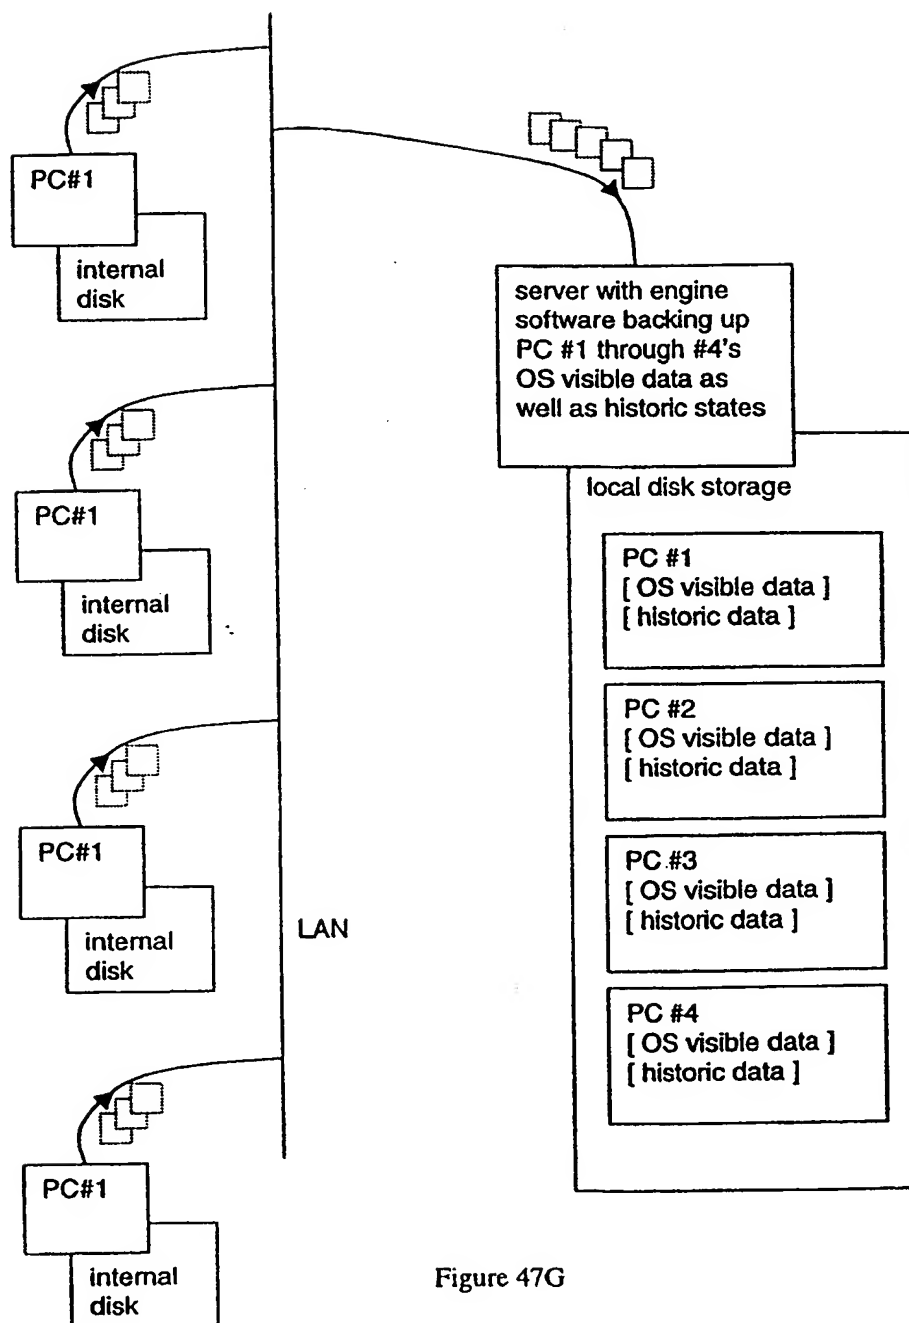 PC#1
internal
disk
PC#1
internal
disk
PC#1
internal
disk
PC#1
internal
disk
LAN
server with engine
software backing up
PC #1 through #4's
OS visible data as
well as historic states
local disk storage
PC #1
[ OS visible data ]
[ historic data ]
PC #2
[ OS visible data ]
[ historic data ]
PC #3
[ OS visible data ]
[ historic data ]
PC #4
[ OS visible data ]
[ historic data ]
Figure 47G